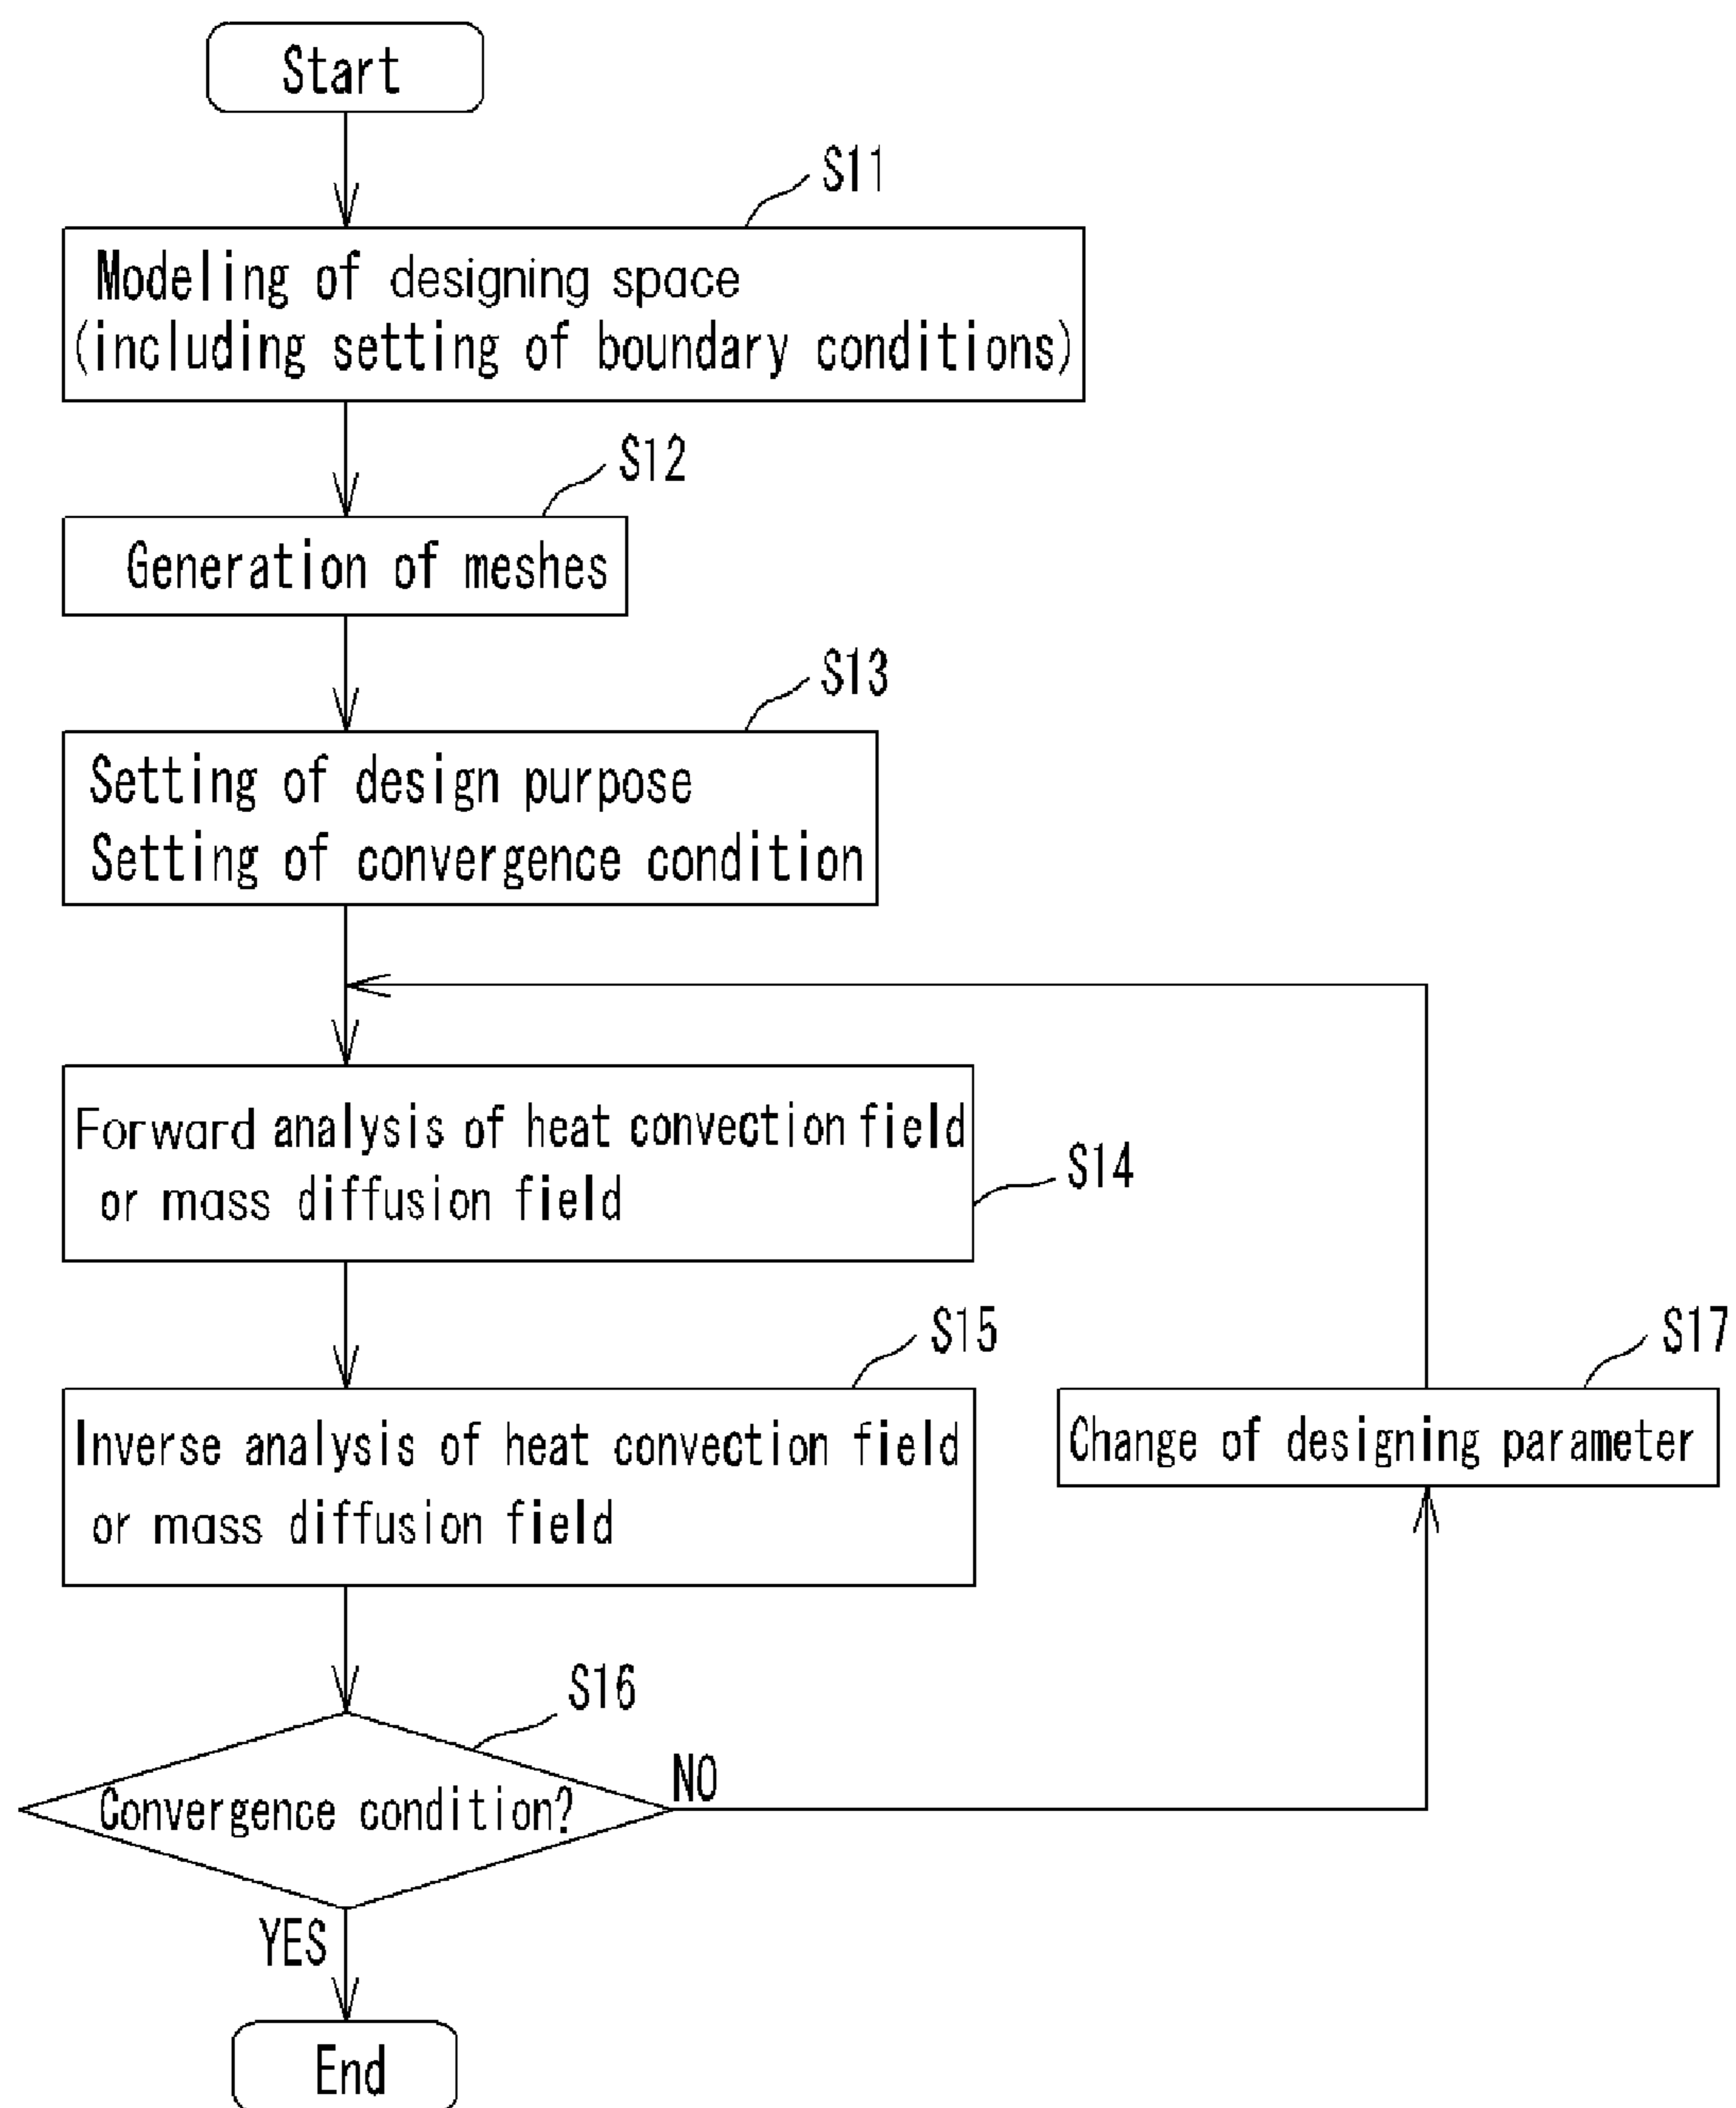 Start
S11
Modeling of designing space
(including setting of boundary conditions)
S12
Generation of meshes
S13
Setting of design purpose
Setting of convergence condition
Forward analysis of heat convection field
or mass diffusion field
S14
S15
Inverse analysis of heat convection field
or mass diffusion field
S17
Change of designing parameter
S16
Convergence condition?
NO
YES
End